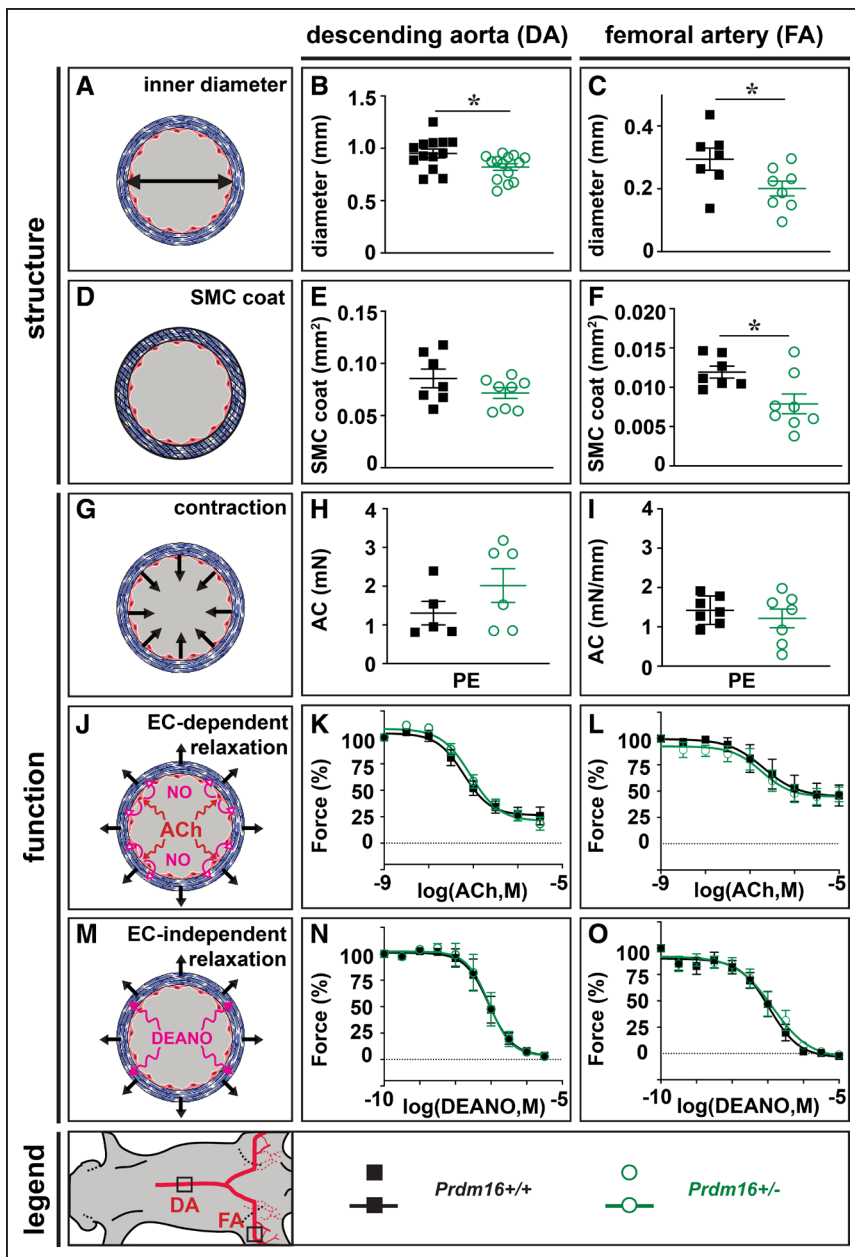 descending aorta (DA)
femoral artery (FA)
structure
A
inner diameter
B
*
diameter (mm)
1.5
1.0
0.5
0
C
*
diameter (mm)
0.4
0.2
0
D
SMC coat
E
SMC coat (mm²)
0.15
0.10
0.05
0
F
*
SMC coat (mm²)
0.020
0.015
0.010
0.005
0
function
G
contraction
H
AC (mN)
4
3
2
1
0
PE
I
AC (mN/mm)
4
3
2
1
0
PE
J
EC-dependent
relaxation
NO
ACh
NO
K
Force (%)
100
75
50
25
0
-9
-5
log(ACh,M)
L
Force (%)
100
75
50
25
0
-9
-5
log(ACh,M)
M
EC-independent
relaxation
DEANO
N
Force (%)
100
75
50
25
0
-10
-5
log(DEANO,M)
O
Force (%)
100
75
50
25
0
-10
-5
log(DEANO,M)
legend
DA
FA
Prdm16+/+
Prdm16+/-